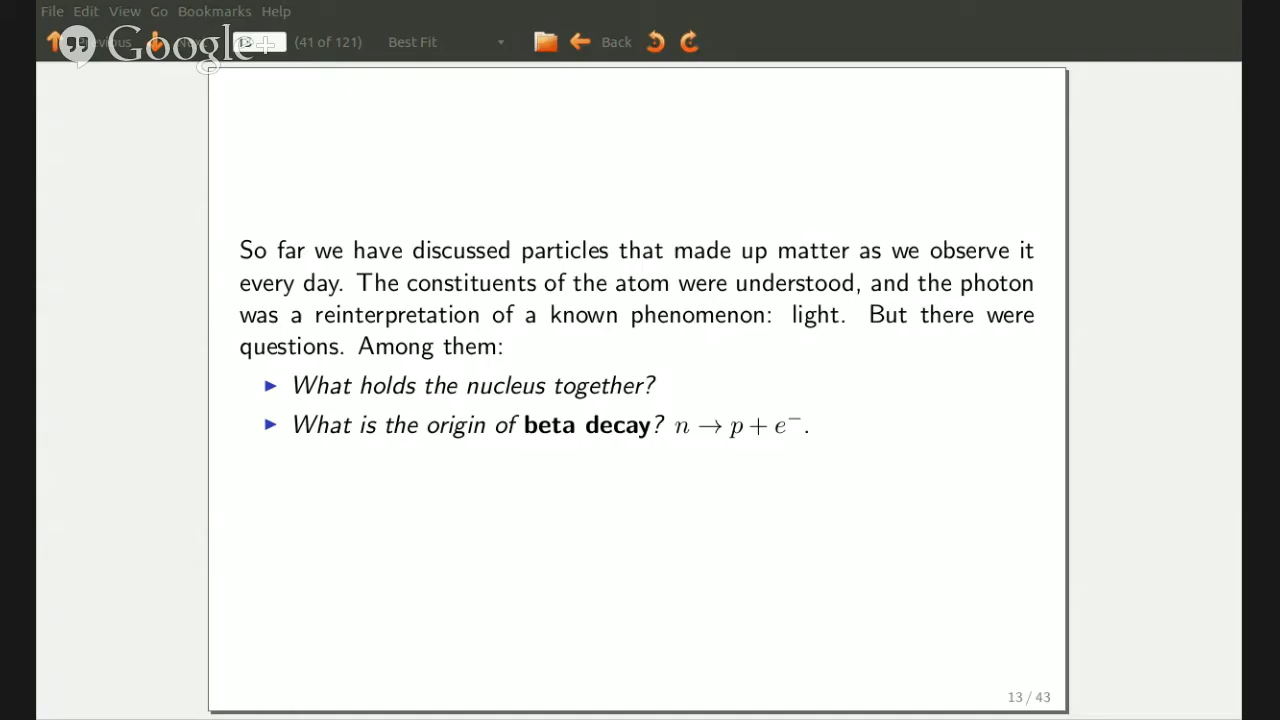 File Edit View Go Bookmarks Help
Google+ (41 of 121) Best Fit Back
So far we have discussed particles that made up matter as we observe it
every day. The constituents of the atom were understood, and the photon
was a reinterpretation of a known phenomenon: light. But there were
questions. Among them:
▶ What holds the nucleus together?
▶ What is the origin of beta decay? n → p + e⁻.
13 / 43